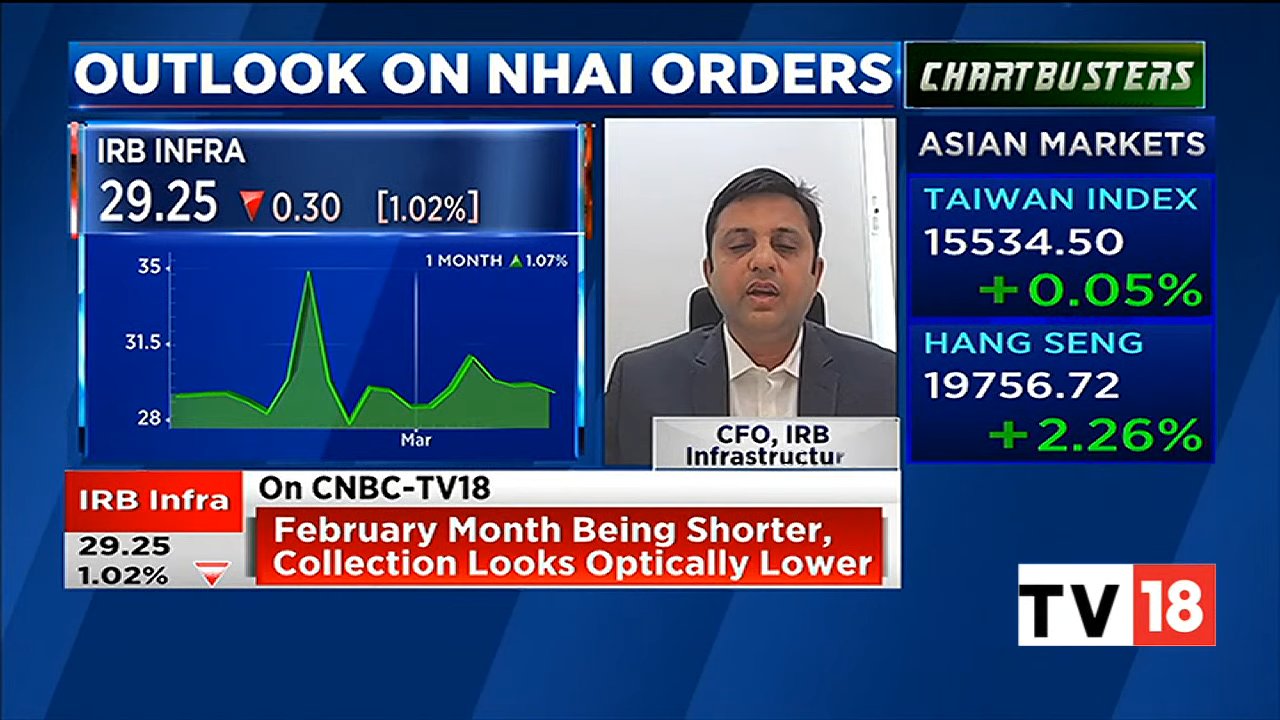 OUTLOOK ON NHAI ORDERS
CHARTBUSTERS
IRB INFRA
29.25 ▼ 0.30 [1.02%]
1 MONTH ▲ 1.07%
35
31.5
28
Mar
CFO, IRB
Infrastructur
ASIAN MARKETS
TAIWAN INDEX
15534.50
+0.05%
HANG SENG
19756.72
+2.26%
IRB Infra
29.25
1.02% ▼
On CNBC-TV18
February Month Being Shorter,
Collection Looks Optically Lower
TV18